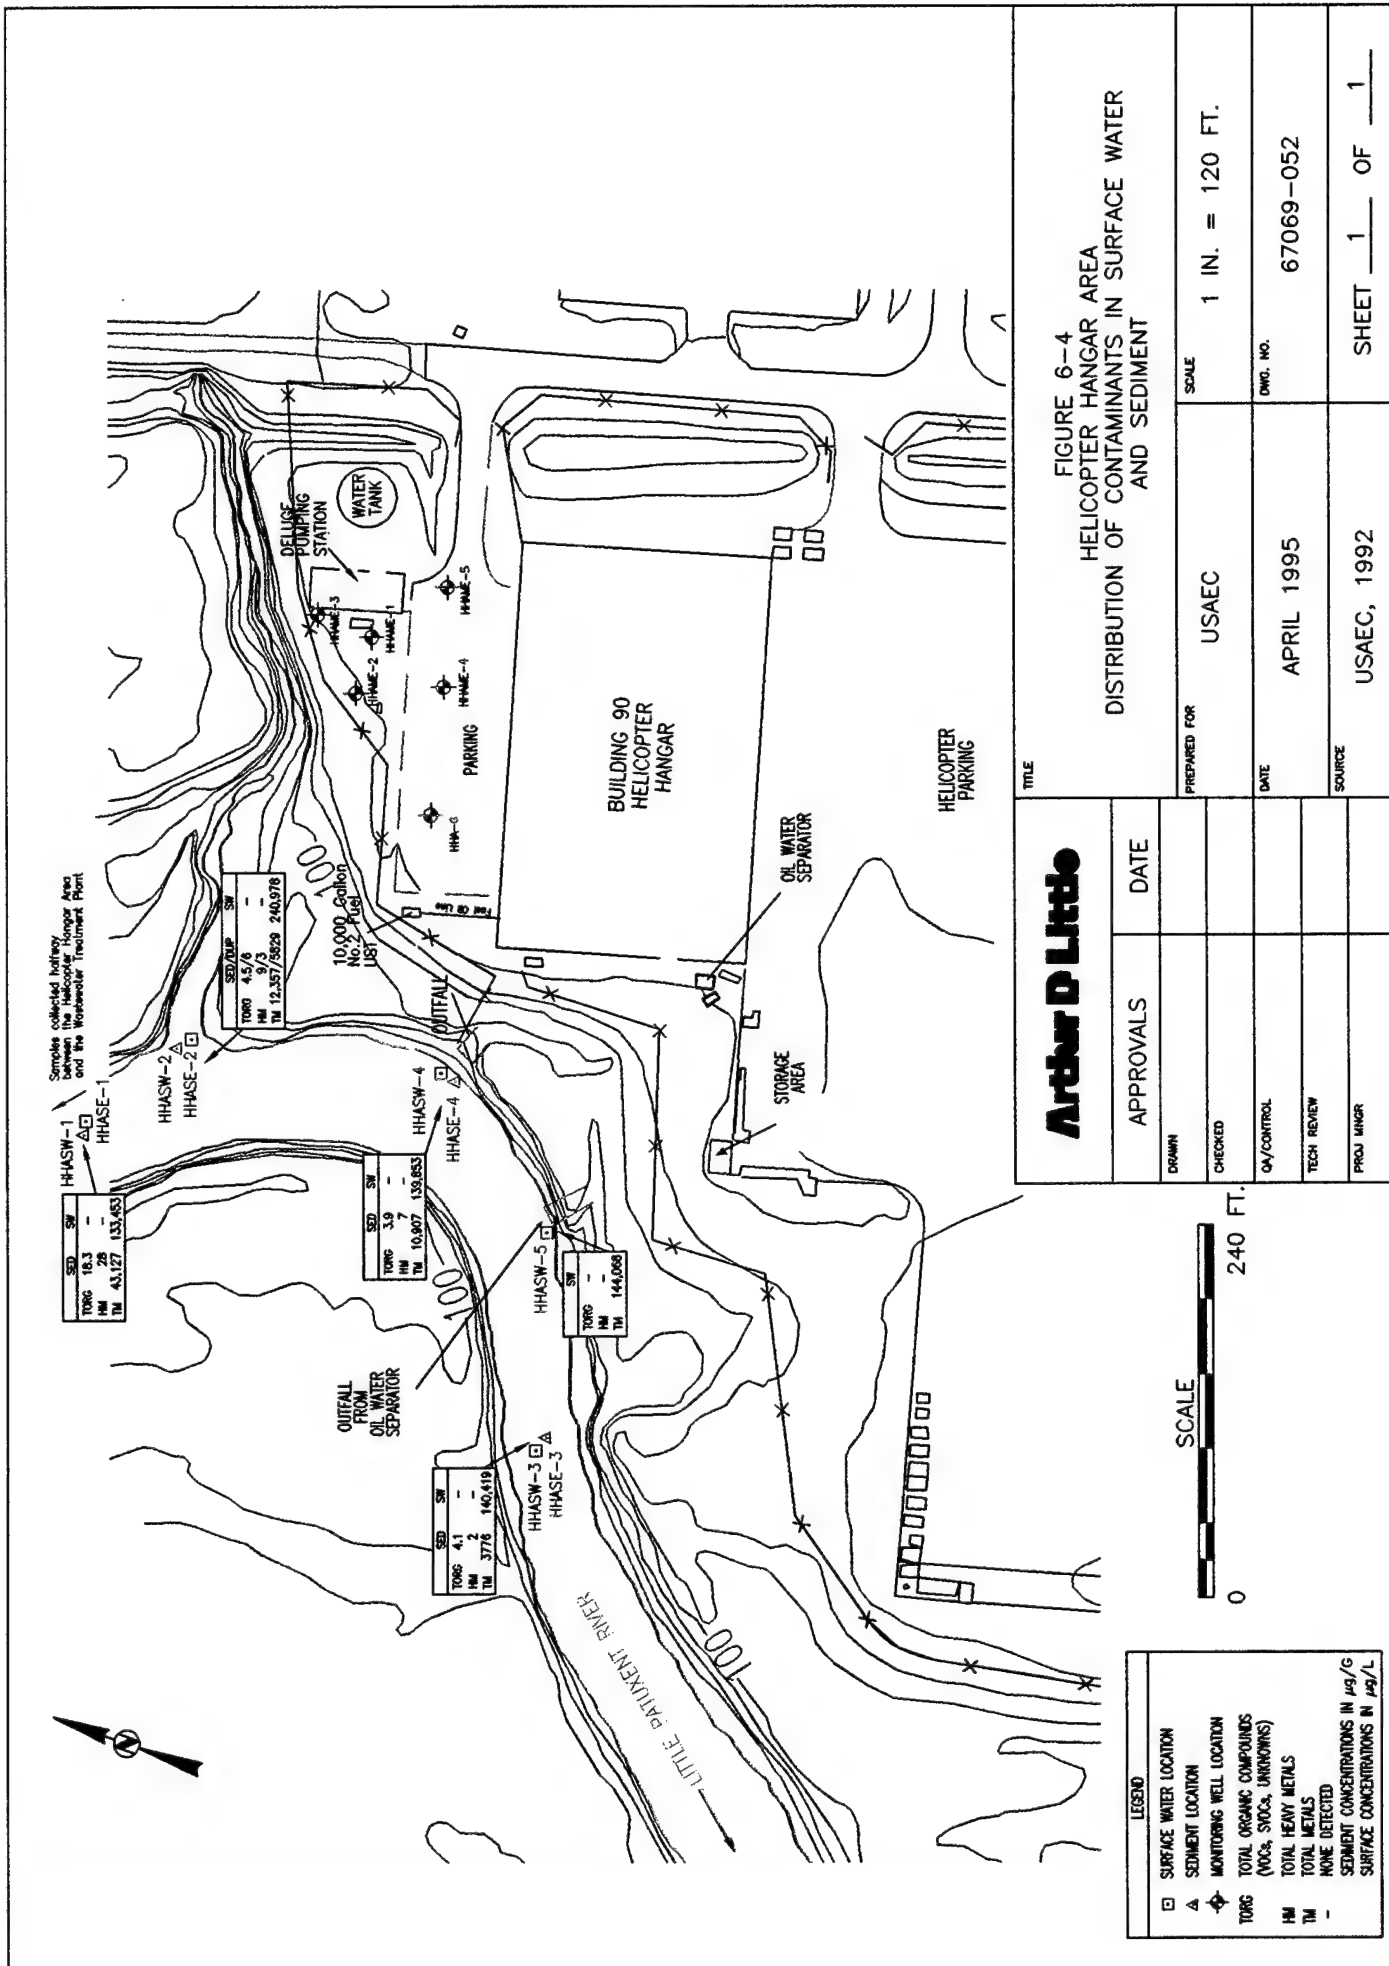 Samples collected halfway
between the Helicopter Hangar Area
and the Wastewater Treatment Plant
HHASW-1
HHASE-1
SED SW
TORG 18.3 -
HM 28 -
TM 43,127 133,453
HHASW-2
HHASE-2
SED/DUP SW
TORG 4.5/6 -
HM 9/3 -
TM 12,357/5829 240,978
HHASW-4
HHASE-4
SED SW
TORG 3.9 -
HM 7 -
TM 10,907 139,853
HHASW-5
SW
TORG -
HM -
TM 144,068
HHASW-3
HHASE-3
SED SW
TORG 4.1 -
HM 2 -
TM 3776 140,419
OUTFALL
FROM
OIL WATER
SEPARATOR
OUTFALL
100
100
100
10,000 Gallon
No.2 Fuel
UST
Fuel Oil Line
DELUGE
PUMPING
STATION
WATER
TANK
HHAME-3
HHAME-1
HHAME-2
HHAME-5
HHAME-4
HHA-6
PARKING
BUILDING 90
HELICOPTER
HANGAR
OIL WATER
SEPARATOR
STORAGE
AREA
HELICOPTER
PARKING
LITTLE PATUXENT RIVER
N
LEGEND
SURFACE WATER LOCATION
SEDIMENT LOCATION
MONITORING WELL LOCATION
TORG TOTAL ORGANIC COMPOUNDS
(VOCs, SVOCs, UNKNOWNS)
HM TOTAL HEAVY METALS
TM TOTAL METALS
- NONE DETECTED
SEDIMENT CONCENTRATIONS IN µg/G
SURFACE CONCENTRATIONS IN µg/L
SCALE
0 240 FT.
Arthur D Little
APPROVALS DATE
DRAWN
CHECKED
QA/CONTROL
TECH REVIEW
PROJ MNGR
TITLE
FIGURE 6-4
HELICOPTER HANGAR AREA
DISTRIBUTION OF CONTAMINANTS IN SURFACE WATER
AND SEDIMENT
PREPARED FOR USAEC
SCALE 1 IN. = 120 FT.
DATE APRIL 1995
DWG. NO. 67069-052
SOURCE USAEC, 1992
SHEET 1 OF 1